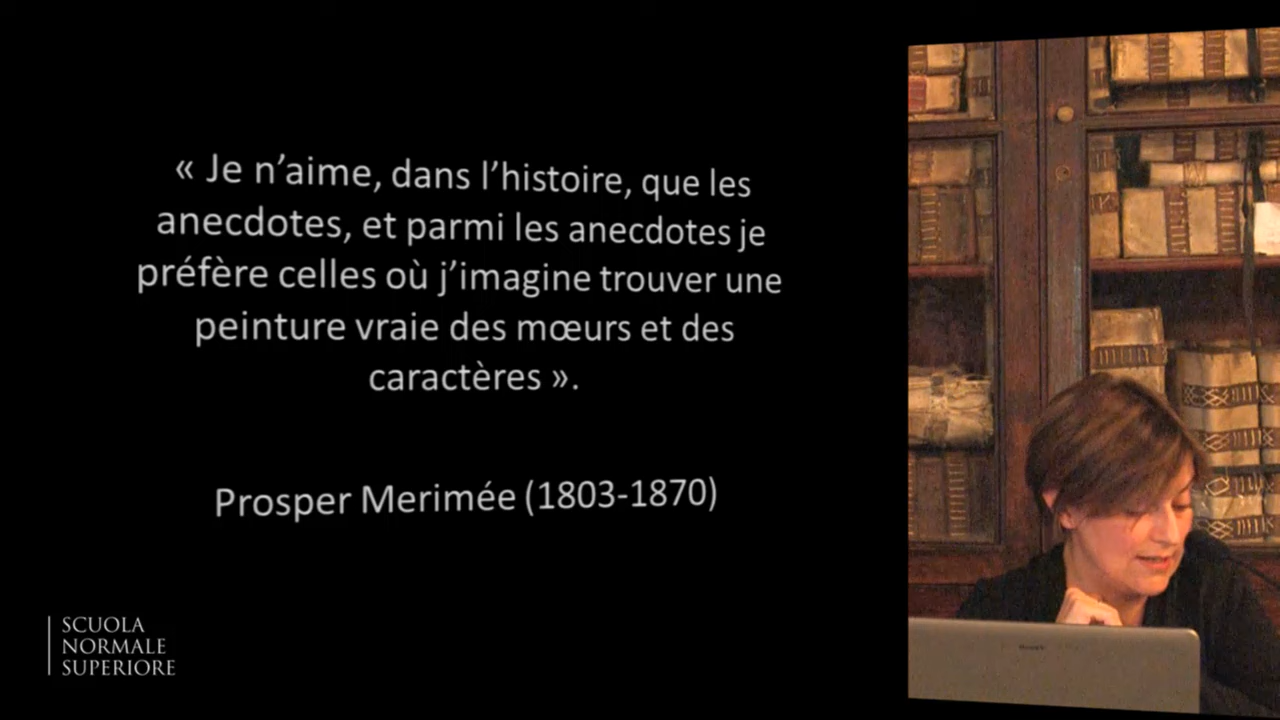 « Je n’aime, dans l’histoire, que les
anecdotes, et parmi les anecdotes je
préfère celles où j’imagine trouver une
peinture vraie des mœurs et des
caractères ».
Prosper Merimée (1803-1870)
SCUOLA
NORMALE
SUPERIORE